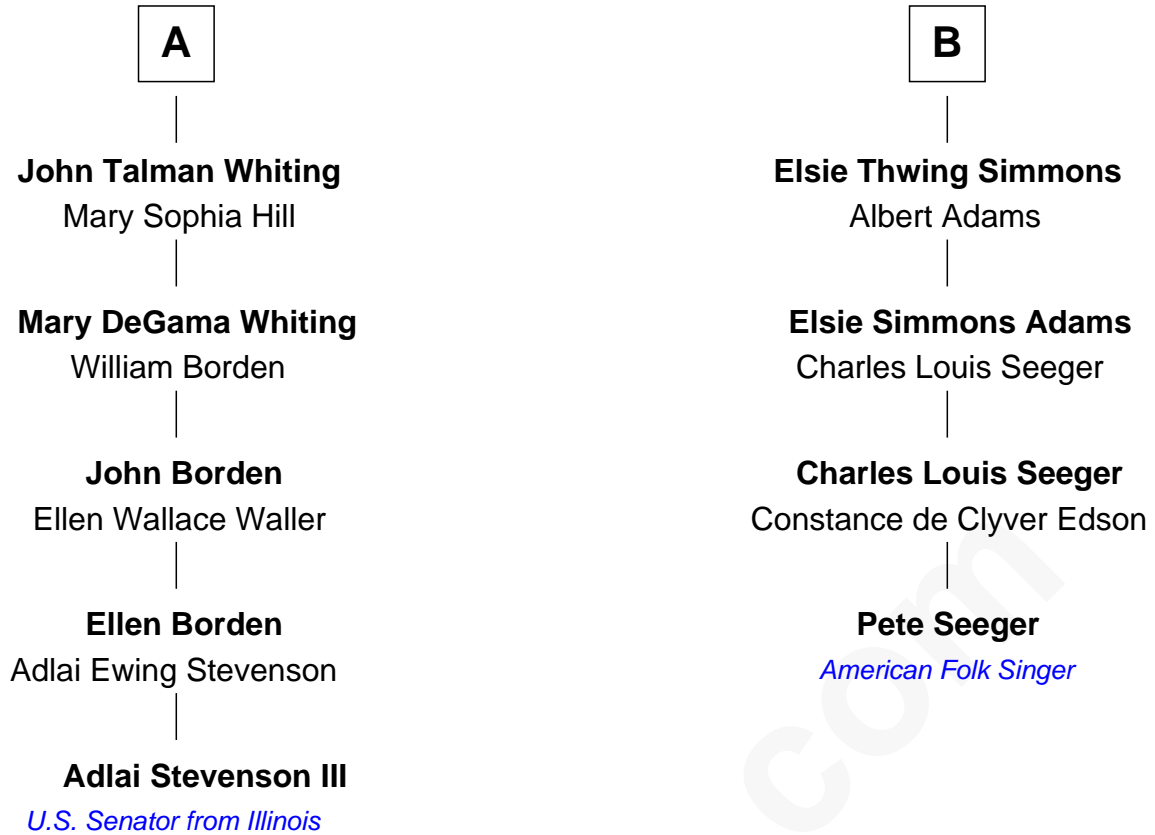 A
John Talman Whiting
Mary Sophia Hill
Mary DeGama Whiting
William Borden
John Borden
Ellen Wallace Waller
Ellen Borden
Adlai Ewing Stevenson
Adlai Stevenson III
U.S. Senator from Illinois
B
Elsie Thwing Simmons
Albert Adams
Elsie Simmons Adams
Charles Louis Seeger
Charles Louis Seeger
Constance de Clyver Edson
Pete Seeger
American Folk Singer
com